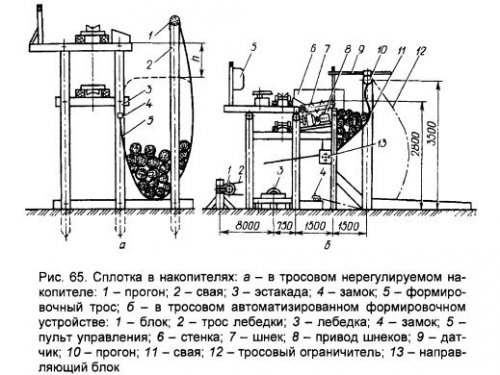 1
2
h
3
4
5
а
5
6 7 8 9 10 11 12
1 2
3
4
13
2800
3500
8000 750 1500 1500
б
Рис. 65. Сплотка в накопителях: а – в тросовом нерегулируемом на-
копителе: 1 – прогон; 2 – свая; 3 – эстакада; 4 – замок; 5 – формиро-
вочный трос; б – в тросовом автоматизированном формировочном
устройстве: 1 – блок; 2 – трос лебедки; 3 – лебедка; 4 – замок; 5 –
пульт управления; 6 – стенка; 7 – шнек; 8 – привод шнеков; 9 – дат-
чик; 10 – прогон; 11 – свая; 12 – тросовый ограничитель; 13 – направ-
ляющий блок